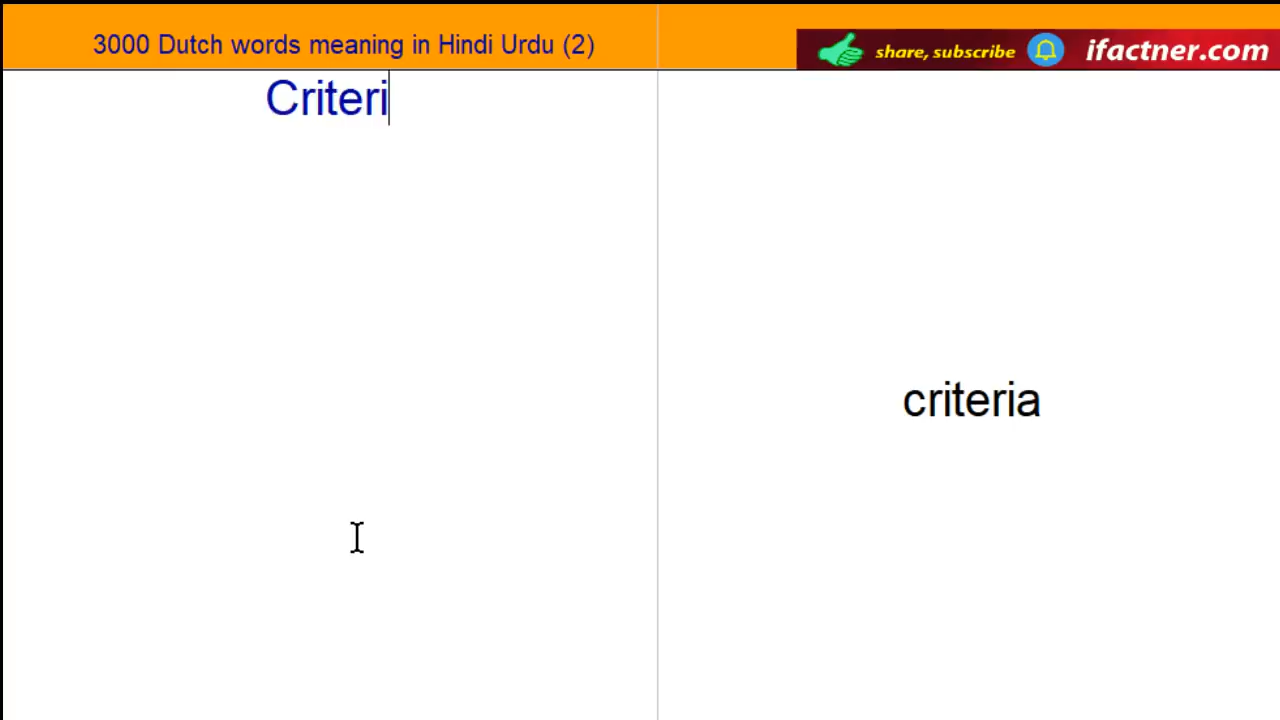 3000 Dutch words meaning in Hindi Urdu (2)
share, subscribe
ifactner.com
Criteri
criteria